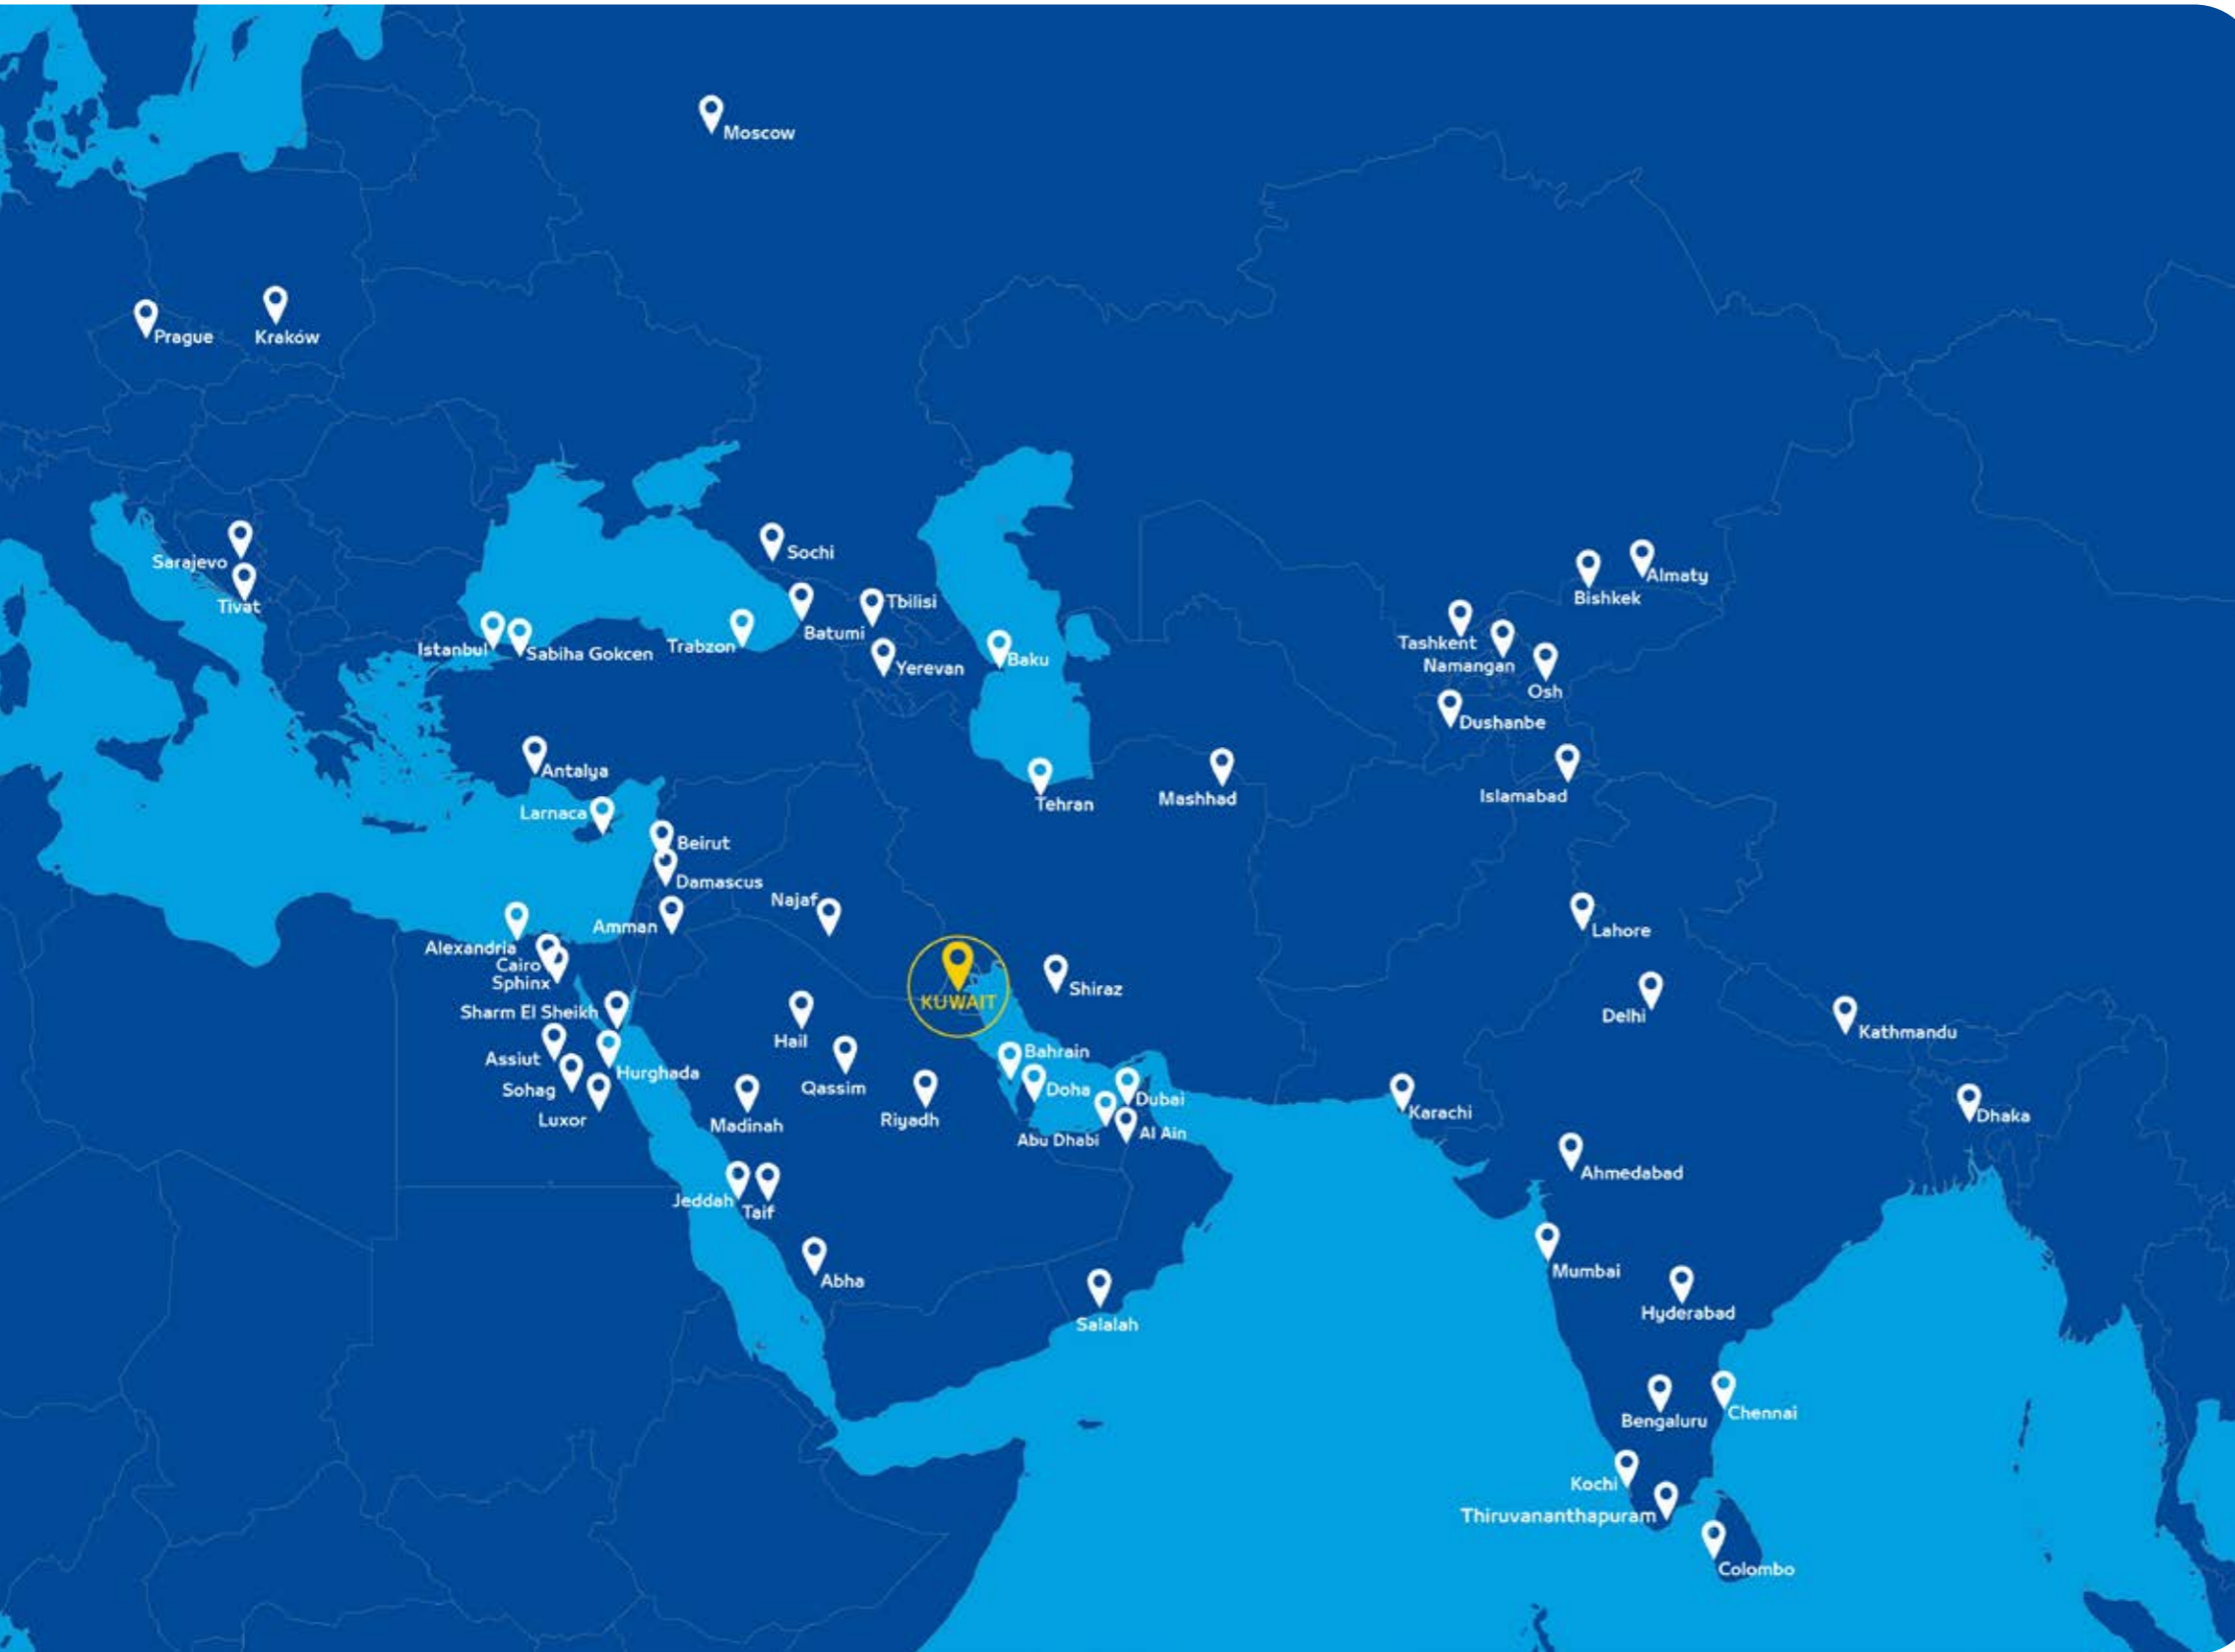 Moscow
Prague
Kraków
Sarajevo
Tivat
Sochi
Tbilisi
Batumi
Trabzon
Istanbul
Sabiha Gokcen
Yerevan
Baku
Almaty
Bishkek
Tashkent
Namangan
Osh
Dushanbe
Islamabad
Antalya
Larnaca
Tehran
Mashhad
Beirut
Damascus
Najaf
Amman
Alexandria
Cairo
Sphinx
KUWAIT
Shiraz
Lahore
Delhi
Kathmandu
Sharm El Sheikh
Assiut
Hurghada
Sohag
Luxor
Hail
Qassim
Madinah
Riyadh
Bahrain
Doha
Dubai
Abu Dhabi
Al Ain
Karachi
Dhaka
Ahmedabad
Jeddah
Taif
Abha
Salalah
Mumbai
Hyderabad
Bengaluru
Chennai
Kochi
Thiruvananthapuram
Colombo